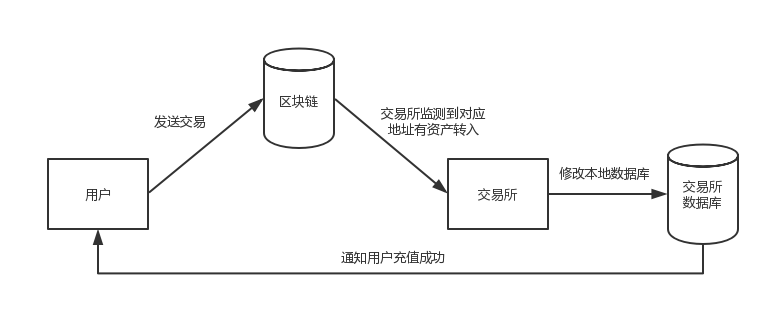 区块链
发送交易
交易所监测到对应
地址有资产转入
用户
交易所
修改本地数据库
交易所
数据库
通知用户充值成功